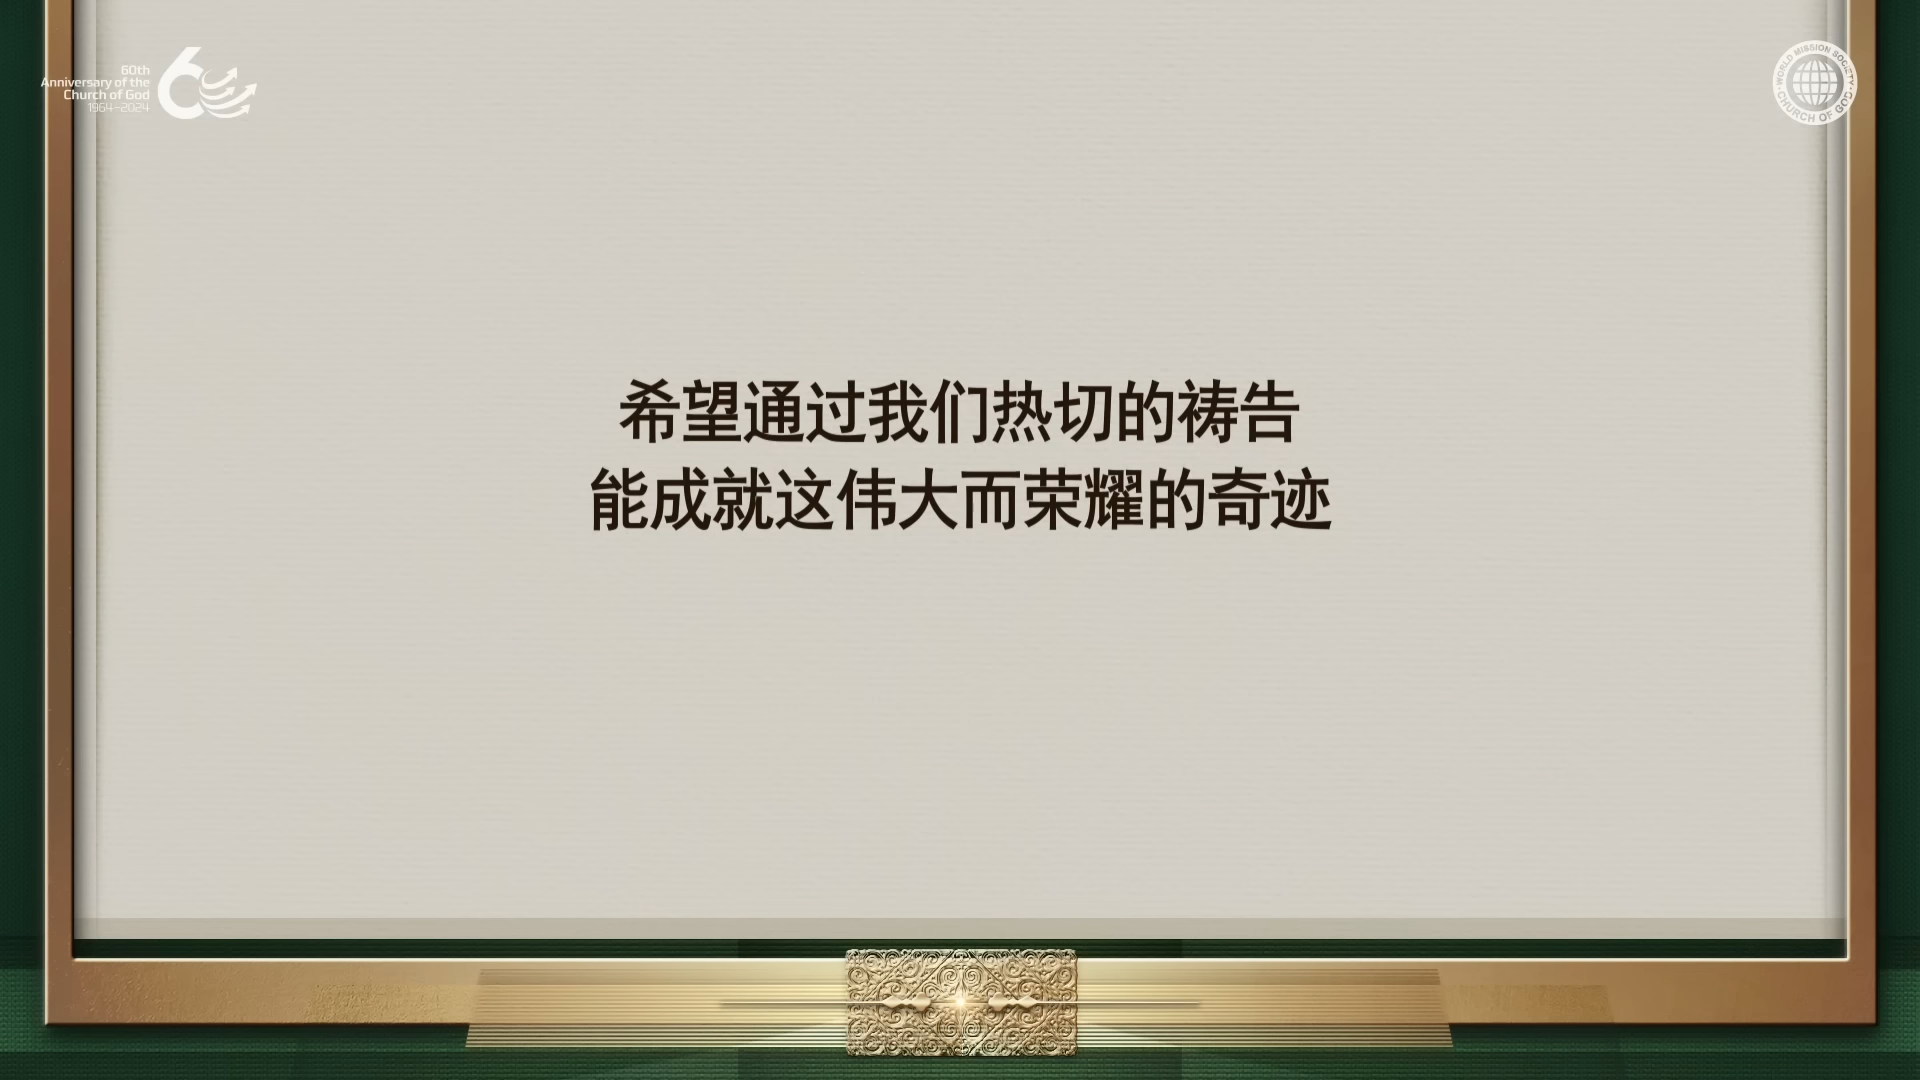 60th
Anniversary of the
Church of God
1964-2024
60
WORLD MISSION SOCIETY
CHURCH OF GOD
希望通过我们热切的祷告
能成就这伟大而荣耀的奇迹